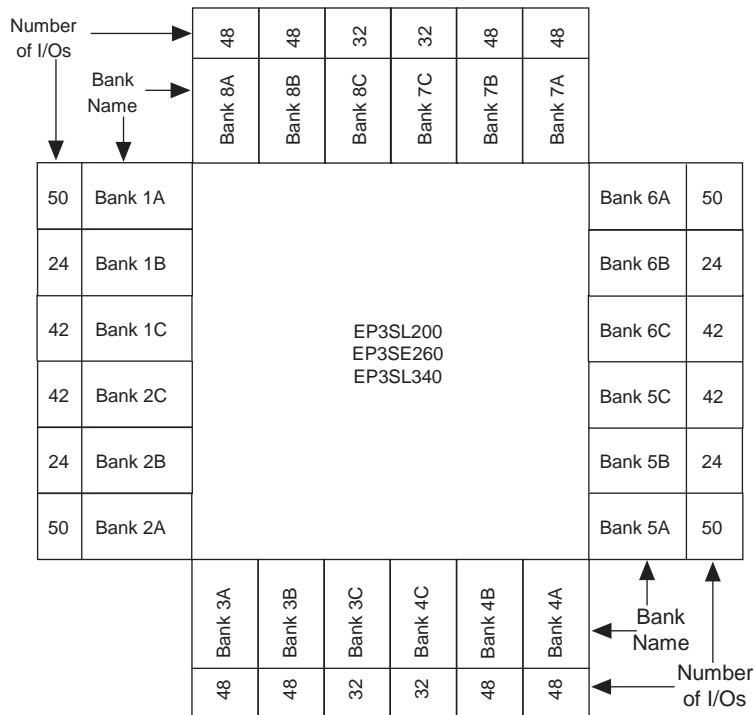 Number
of I/Os
48 48 32 32 48 48
Bank
Name
Bank 8A Bank 8B Bank 8C Bank 7C Bank 7B Bank 7A
50 Bank 1A Bank 6A 50
24 Bank 1B Bank 6B 24
42 Bank 1C Bank 6C 42
EP3SL200
EP3SE260
EP3SL340
42 Bank 2C Bank 5C 42
24 Bank 2B Bank 5B 24
50 Bank 2A Bank 5A 50
Bank 3A Bank 3B Bank 3C Bank 4C Bank 4B Bank 4A
Bank
Name
48 48 32 32 48 48
Number
of I/Os